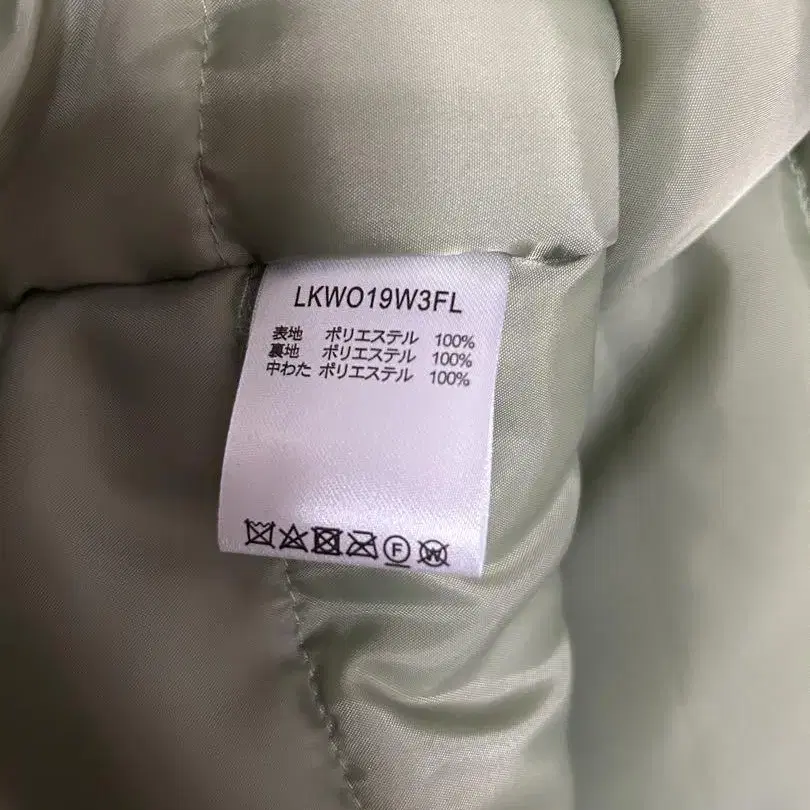 LKWO19W3FL
表地 ポリエステル 100%
裏地 ポリエステル 100%
中わた ポリエステル 100%
F W